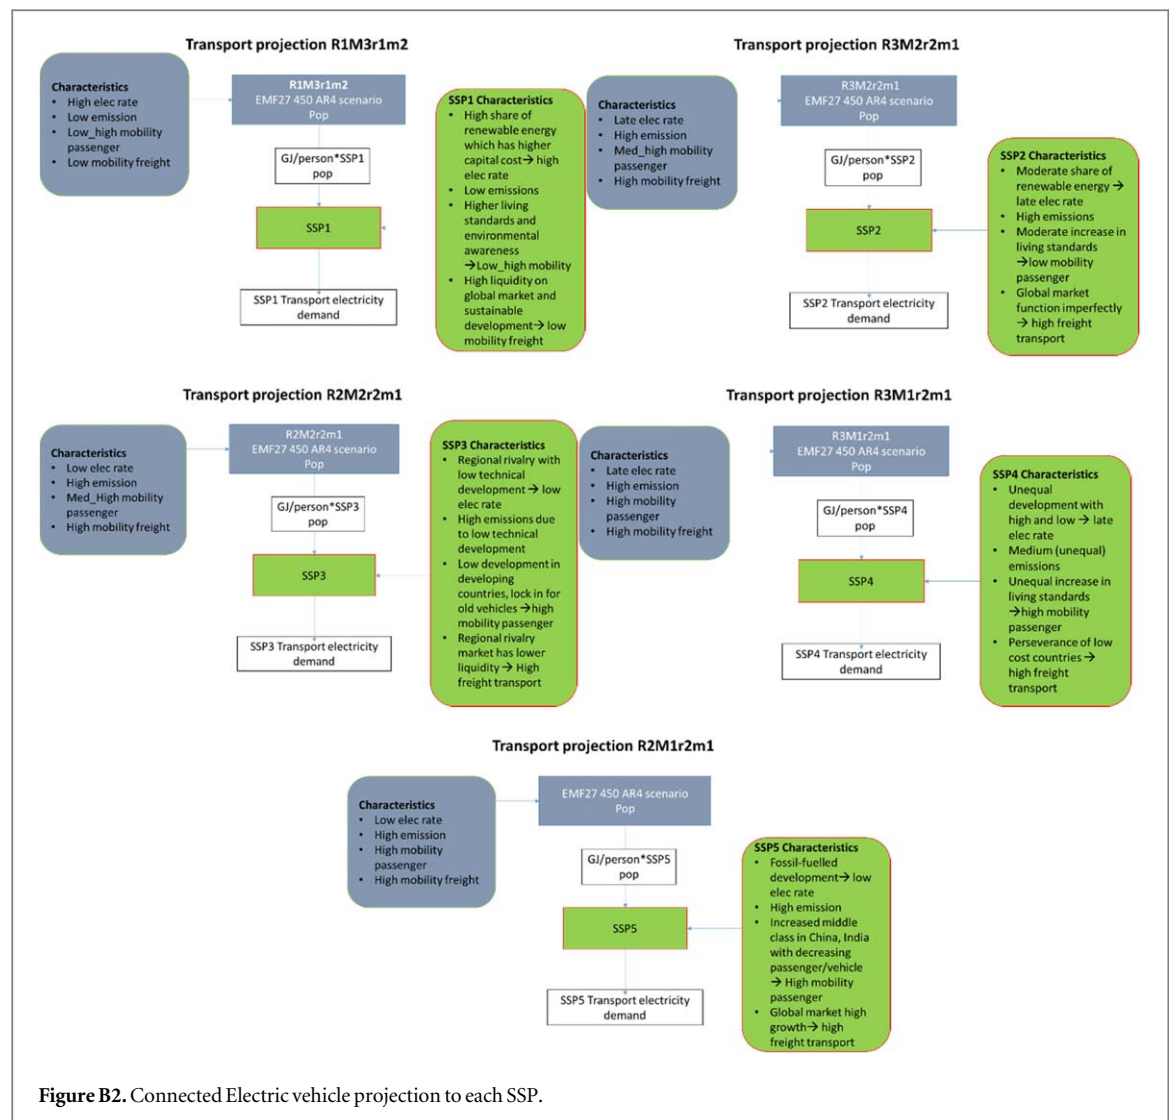 Transport projection R1M3r1m2
Characteristics
• High elec rate
• Low emission
• Low_high mobility
passenger
• Low mobility freight
R1M3r1m2
EMF27 450 AR4 scenario
Pop
GJ/person*SSP1
pop
SSP1
SSP1 Transport electricity
demand
SSP1 Characteristics
• High share of
renewable energy
which has higher
capital cost→ high
elec rate
• Low emissions
• Higher living
standards and
environmental
awareness
→Low_high mobility
• High liquidity on
global market and
sustainable
development→ low
mobility freight
Transport projection R3M2r2m1
Characteristics
• Late elec rate
• High emission
• Med_high mobility
passenger
• High mobility freight
R3M2r2m1
EMF27 450 AR4 scenario
Pop
GJ/person*SSP2
pop
SSP2
SSP2 Transport electricity
demand
SSP2 Characteristics
• Moderate share of
renewable energy →
late elec rate
• High emissions
• Moderate increase in
living standards
→low mobility
passenger
• Global market
function imperfectly
→ high freight
transport
Transport projection R2M2r2m1
Characteristics
• Low elec rate
• High emission
• Med_High mobility
passenger
• High mobility freight
R2M2r2m1
EMF27 450 AR4 scenario
Pop
GJ/person*SSP3
pop
SSP3
SSP3 Transport electricity
demand
SSP3 Characteristics
• Regional rivalry with
low technical
development → low
elec rate
• High emissions due
to low technical
development
• Low development in
developing
countries, lock in for
old vehicles →high
mobility passenger
• Regional rivalry
market has lower
liquidity → High
freight transport
Transport projection R3M1r2m1
Characteristics
• Late elec rate
• High emission
• High mobility
passenger
• High mobility freight
R3M1r2m1
EMF27 450 AR4 scenario
Pop
GJ/person*SSP4
pop
SSP4
SSP4 Transport electricity
demand
SSP4 Characteristics
• Unequal
development with
high and low → late
elec rate
• Medium (unequal)
emissions
• Unequal increase in
living standards
→high mobility
passenger
• Perseverance of low
cost countries →
high freight
transport
Transport projection R2M1r2m1
Characteristics
• Low elec rate
• High emission
• High mobility
passenger
• High mobility freight
EMF27 450 AR4 scenario
Pop
GJ/person*SSP5
pop
SSP5
SSP5 Transport electricity
demand
SSP5 Characteristics
• Fossil-fuelled
development→ low
elec rate
• High emission
• Increased middle
class in China, India
with decreasing
passenger/vehicle
→ High mobility
passenger
• Global market high
growth→ high
freight transport
Figure B2. Connected Electric vehicle projection to each SSP.